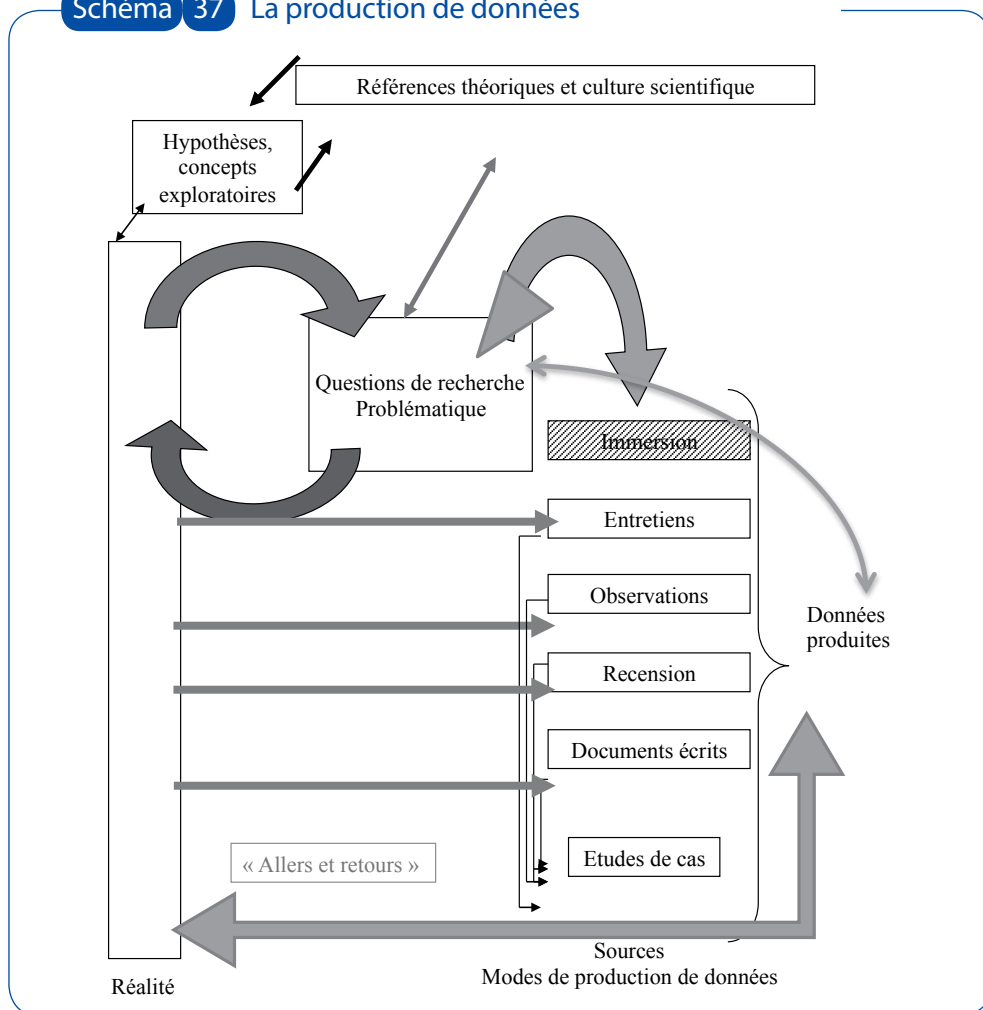 Schéma 37 La production de données
Références théoriques et culture scientifique
Hypothèses,
concepts
exploratoires
Questions de recherche
Problématique
Immersion
Entretiens
Observations
Données
produites
Recension
Documents écrits
« Allers et retours »
Etudes de cas
Sources
Modes de production de données
Réalité